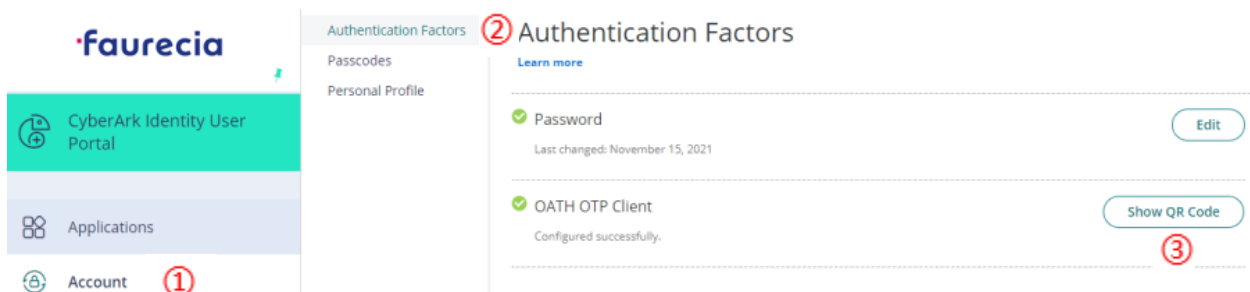 faurecia
CyberArk Identity User
Portal
Applications
Account ①
Authentication Factors ②
Passcodes
Personal Profile
Authentication Factors
Learn more
Password
Last changed: November 15, 2021
Edit
OATH OTP Client
Configured successfully.
Show QR Code
③